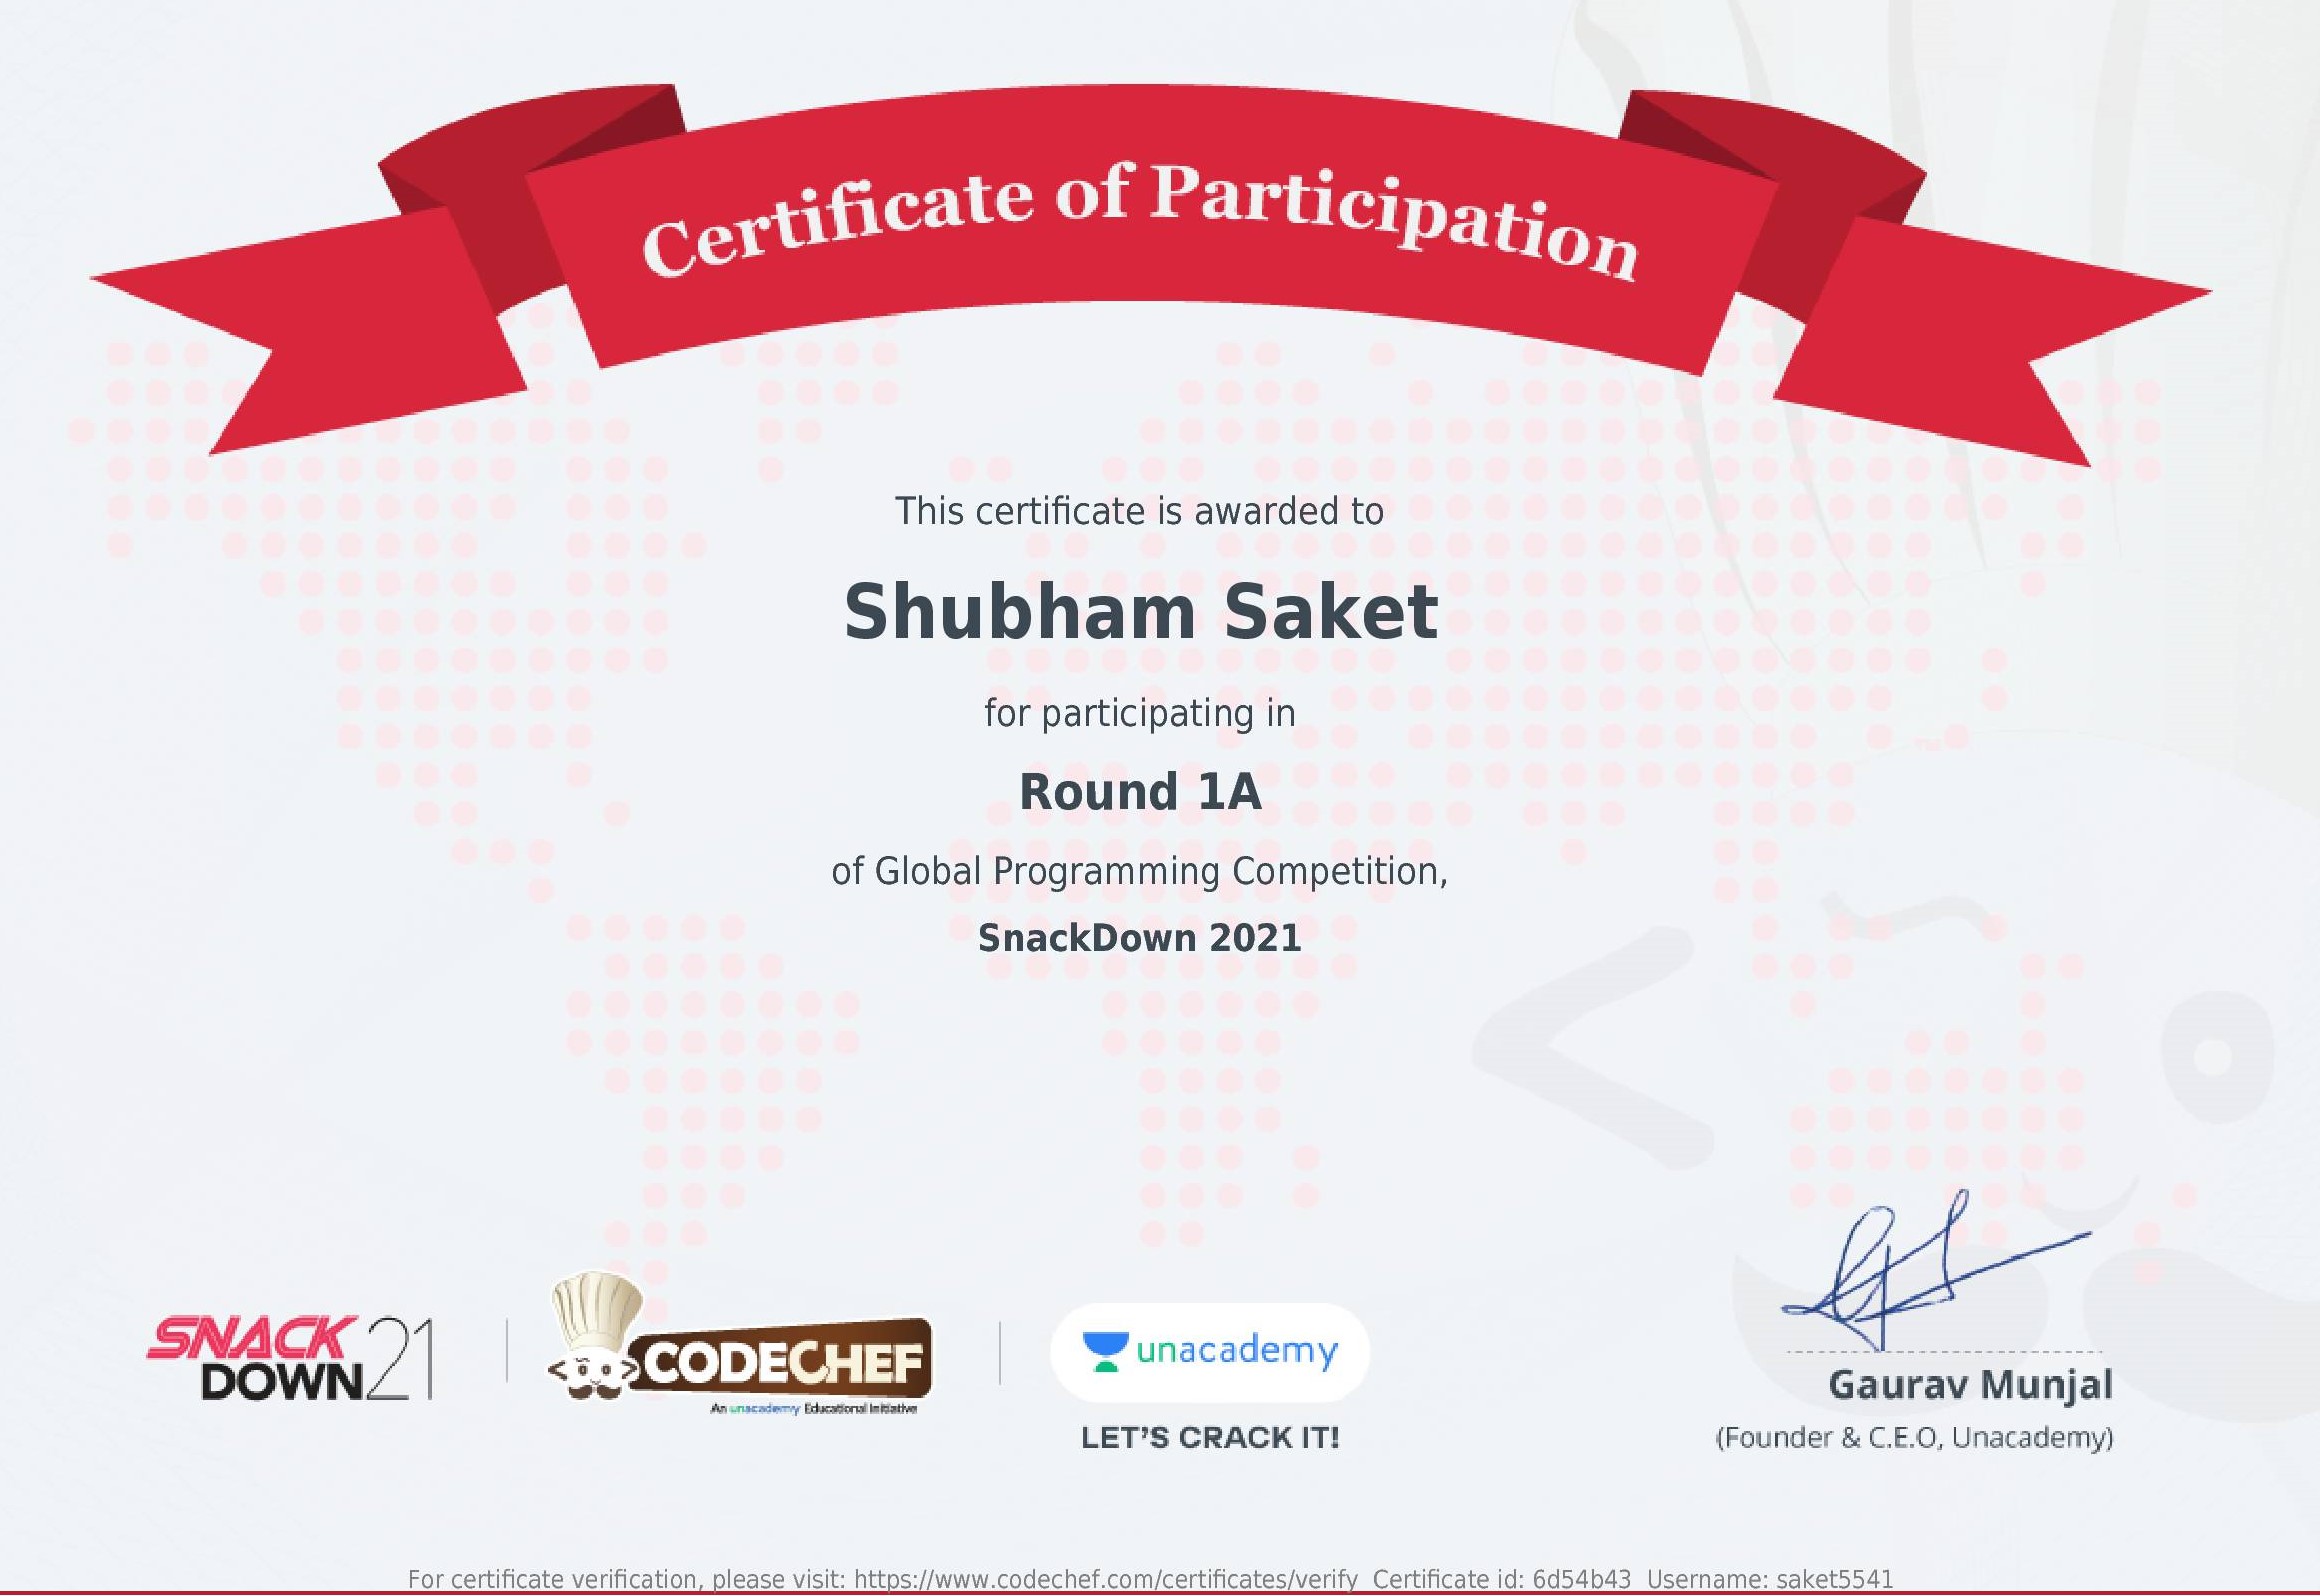 Certificate of Participation
This certificate is awarded to
Shubham Saket
for participating in
Round 1A
of Global Programming Competition,
SnackDown 2021
SNACK
DOWN21
CODECHEF
An unacademy Educational Initiative
unacademy
LET'S CRACK IT!
Gaurav Munjal
(Founder & C.E.O, Unacademy)
For certificate verification, please visit: https://www.codechef.com/certificates/verify Certificate id: 6d54b43 Username: saket5541